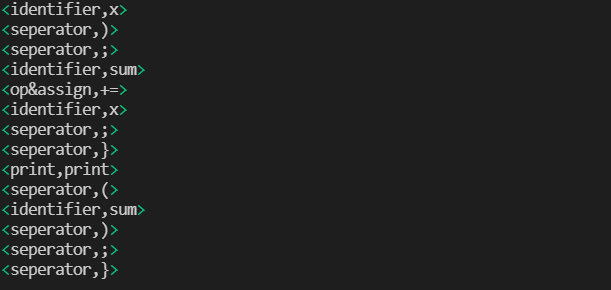 <identifier,x>
<seperator,)>
<seperator,;>
<identifier,sum>
<op&assign,+=>
<identifier,x>
<seperator,;>
<seperator,}>
<print,print>
<seperator,(>
<identifier,sum>
<seperator,)>
<seperator,;>
<seperator,}>